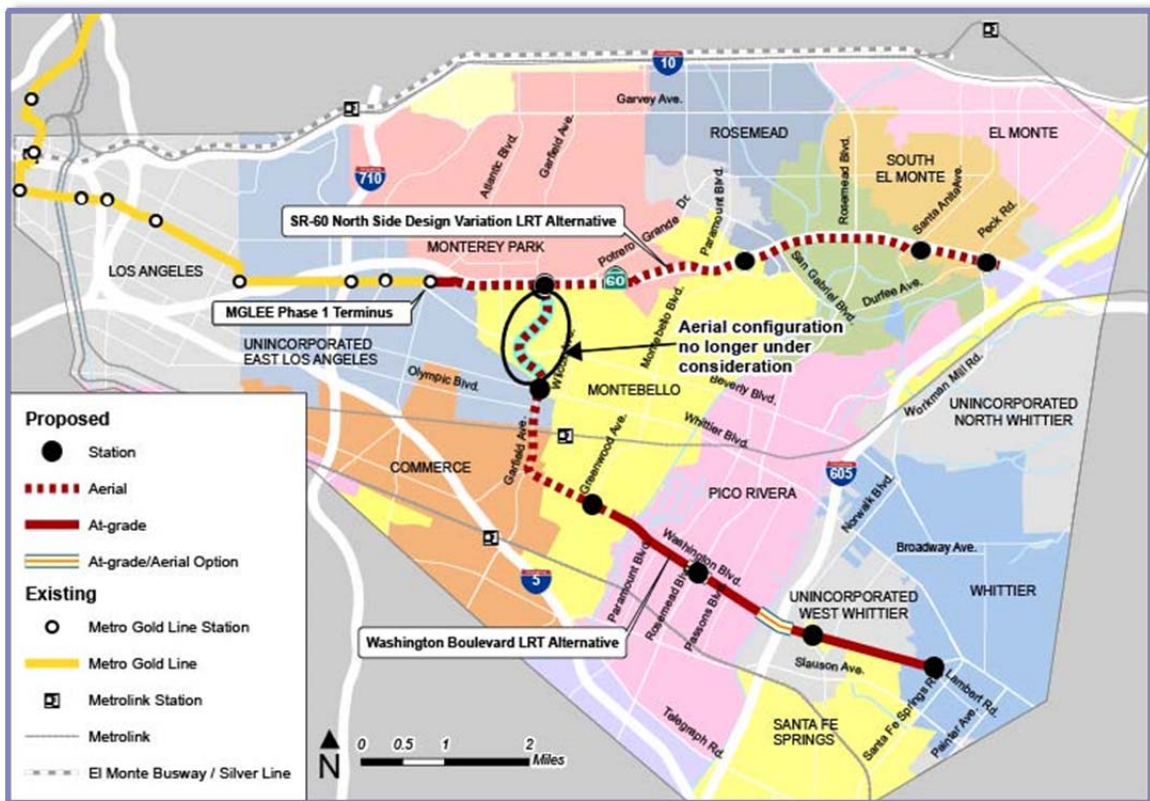 10
Garvey Ave.
ROSEMEAD
EL MONTE
710
Atlantic Blvd.
Garfield Ave.
SOUTH
EL MONTE
Rosemead Blvd.
Santa Anita Ave.
Peck Rd.
SR-60 North Side Design Variation LRT Alternative
Potrero Grande Dr.
Paramount Blvd.
MONTEREY PARK
60
LOS ANGELES
San Gabriel Blvd.
Durfee Ave.
MGLEE Phase 1 Terminus
Montebello Blvd.
Aerial configuration
no longer under
consideration
UNINCORPORATED
EAST LOS ANGELES
Olympic Blvd.
MONTEBELLO
Beverly Blvd.
Workman Mill Rd.
Whittier Blvd.
UNINCORPORATED
NORTH WHITTIER
Garfield Ave.
Greenwood Ave.
COMMERCE
605
PICO RIVERA
Norwalk Blvd.
Washington Blvd.
Broadway Ave.
5
Paramount Blvd.
Rosemead Blvd.
Passons Blvd.
UNINCORPORATED
WEST WHITTIER
WHITTIER
Washington Boulevard LRT Alternative
Slauson Ave.
Lambert Rd.
Santa Fe Springs Rd.
Painter Ave.
SANTA FE
SPRINGS
Telegraph Rd.
Proposed
Station
Aerial
At-grade
At-grade/Aerial Option
Existing
Metro Gold Line Station
Metro Gold Line
Metrolink Station
Metrolink
El Monte Busway / Silver Line
N
0 0.5 1 2
Miles